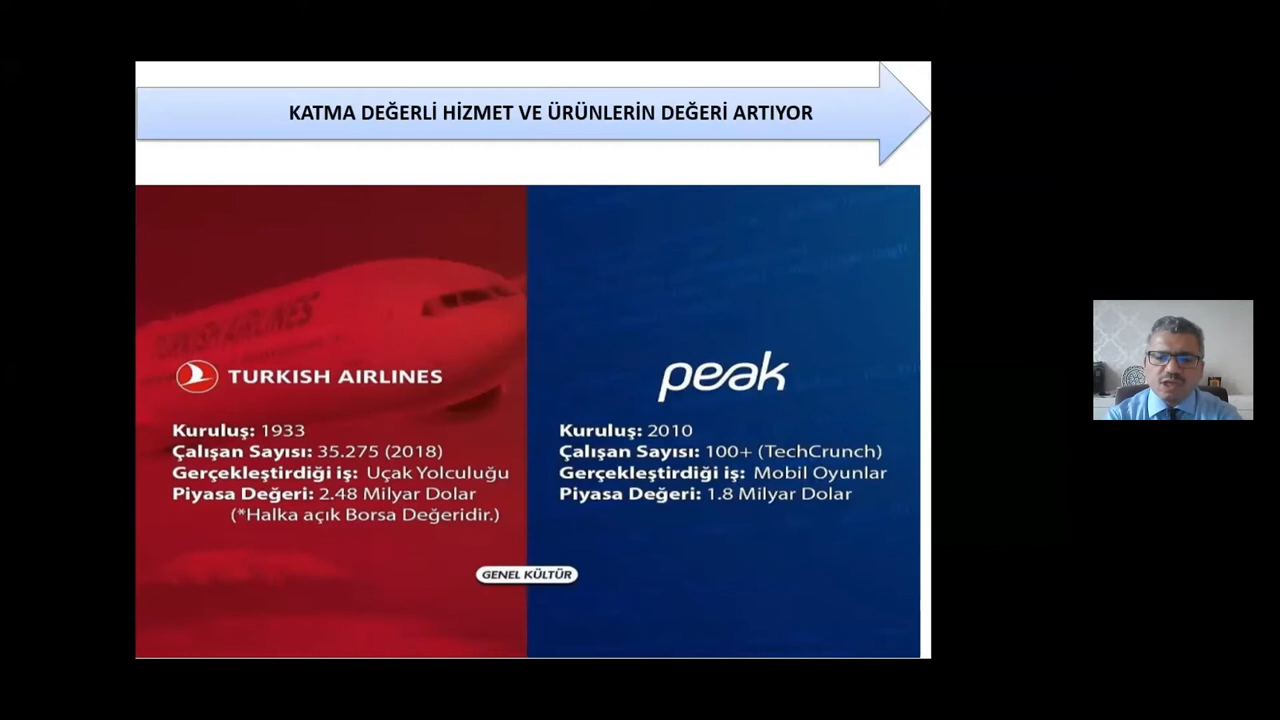 KATMA DEĞERLİ HİZMET VE ÜRÜNLERİN DEĞERİ ARTIYOR
TURKISH AIRLINES
TURKISH AIRLINES
Kuruluş: 1933
Çalışan Sayısı: 35.275 (2018)
Gerçekleştirdiği iş: Uçak Yolculuğu
Piyasa Değeri: 2.48 Milyar Dolar
(*Halka açık Borsa Değeridir.)
peak
Kuruluş: 2010
Çalışan Sayısı: 100+ (TechCrunch)
Gerçekleştirdiği iş: Mobil Oyunlar
Piyasa Değeri: 1.8 Milyar Dolar
GENEL KÜLTÜR